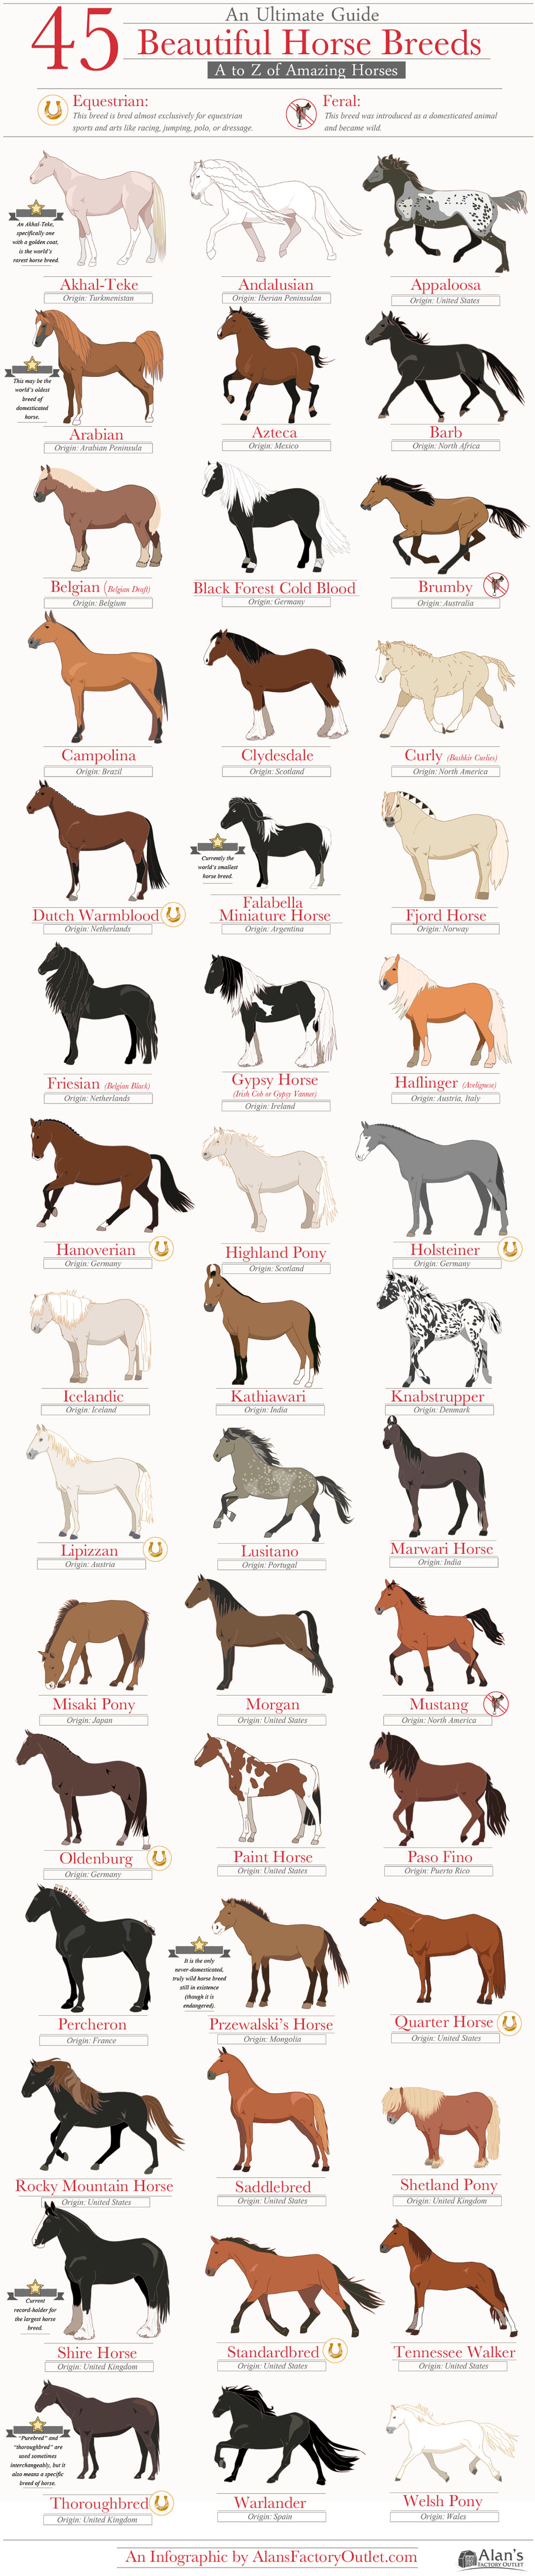 45
An Ultimate Guide
Beautiful Horse Breeds
A to Z of Amazing Horses
Equestrian:
This breed is bred almost exclusively for equestrian
sports and arts like racing, jumping, polo, or dressage.
Feral:
This breed was introduced as a domesticated animal
and became wild.
An Akhal-Teke,
specifically one
with a golden coat,
is the world's
rarest horse breed.
Akhal-Teke
Origin: Turkmenistan
Andalusian
Origin: Iberian Peninsulan
Appaloosa
Origin: United States
This may be the
world's oldest
breed of
domesticated
horse.
Arabian
Origin: Arabian Peninsula
Azteca
Origin: Mexico
Barb
Origin: North Africa
Belgian (Belgian Draft)
Origin: Belgium
Black Forest Cold Blood
Origin: Germany
Brumby
Origin: Australia
Campolina
Origin: Brazil
Clydesdale
Origin: Scotland
Curly (Bashkir Curlies)
Origin: North America
Dutch Warmblood
Origin: Netherlands
Currently the
world's smallest
horse breed.
Falabella
Miniature Horse
Origin: Argentina
Fjord Horse
Origin: Norway
Friesian (Belgian Black)
Origin: Netherlands
Gypsy Horse
(Irish Cob or Gypsy Vanner)
Origin: Ireland
Haflinger (Avelignese)
Origin: Austria, Italy
Hanoverian
Origin: Germany
Highland Pony
Origin: Scotland
Holsteiner
Origin: Germany
Icelandic
Origin: Iceland
Kathiawari
Origin: India
Knabstrupper
Origin: Denmark
Lipizzan
Origin: Austria
Lusitano
Origin: Portugal
Marwari Horse
Origin: India
Misaki Pony
Origin: Japan
Morgan
Origin: United States
Mustang
Origin: North America
Oldenburg
Origin: Germany
Paint Horse
Origin: United States
Paso Fino
Origin: Puerto Rico
Percheron
Origin: France
It is the only
never-domesticated,
truly wild horse breed
still in existence
(though it is
endangered).
Przewalski's Horse
Origin: Mongolia
Quarter Horse
Origin: United States
Rocky Mountain Horse
Origin: United States
Saddlebred
Origin: United States
Shetland Pony
Origin: United Kingdom
Current
record-holder for
the largest horse
breed.
Shire Horse
Origin: United Kingdom
Standardbred
Origin: United States
Tennessee Walker
Origin: United States
"Purebred" and
"thoroughbred" are
used sometimes
interchangeably, but it
also means a specific
breed of horse.
Thoroughbred
Origin: United Kingdom
Warlander
Origin: Spain
Welsh Pony
Origin: Wales
An Infographic by AlansFactoryOutlet.com
Alan's
FACTORY OUTLET